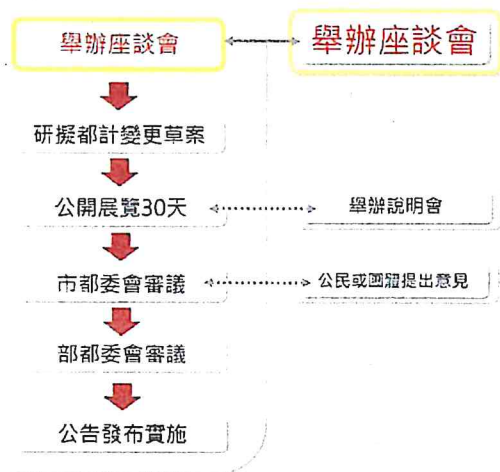 舉辦座談會
舉辦座談會
研擬都計變更草案
公開展覽30天
舉辦說明會
市都委會審議
公民或團體提出意見
部都委會審議
公告發布實施